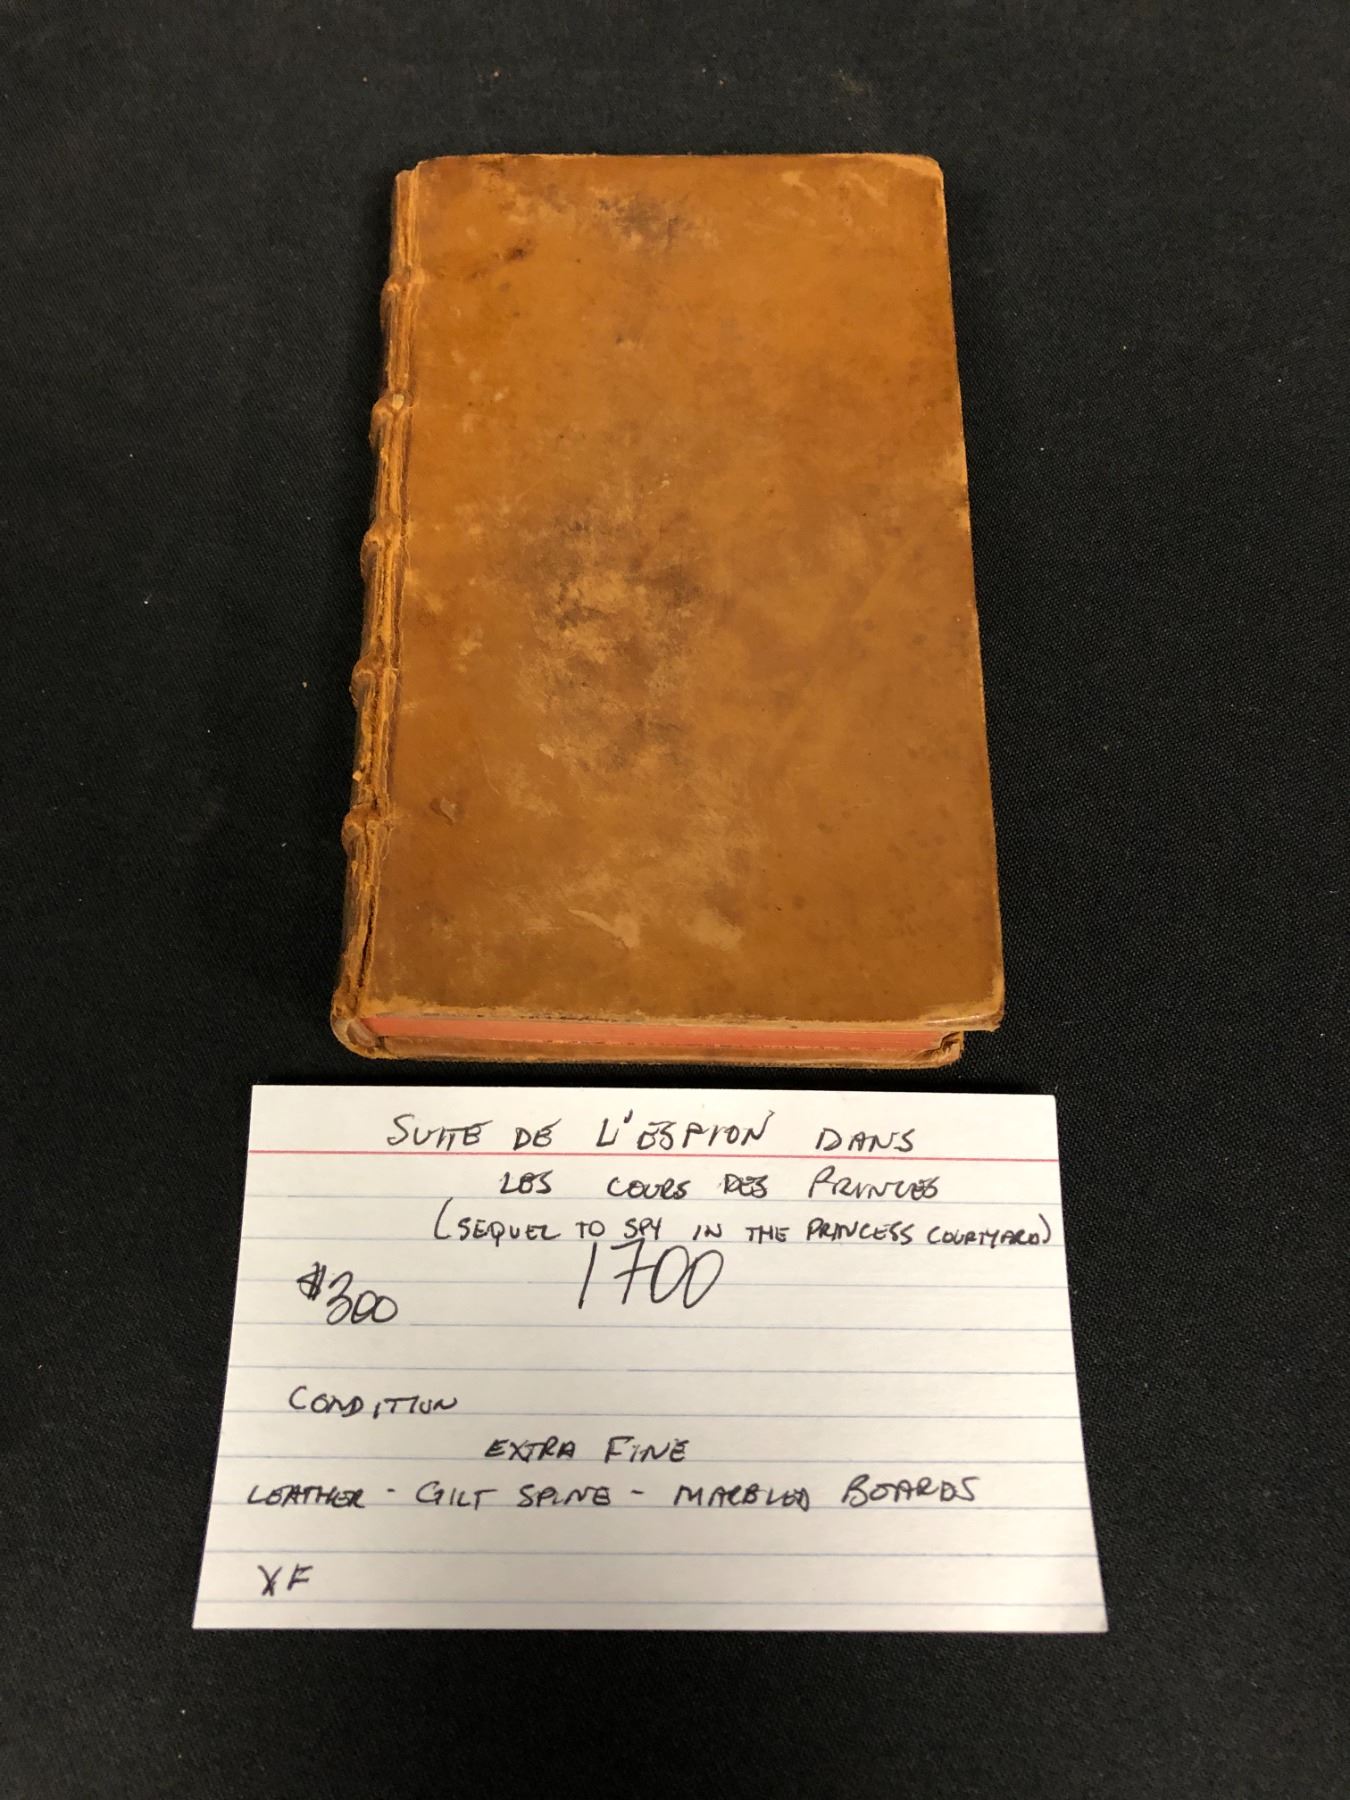 SUITE DE L'ESPION DANS
LES COURS DES PRINCES
(SEQUEL TO SPY IN THE PRINCESS COURTYARD)
1700
$300
CONDITION
EXTRA FINE
LEATHER - GILT SPINE - MARBLED BOARDS
XF